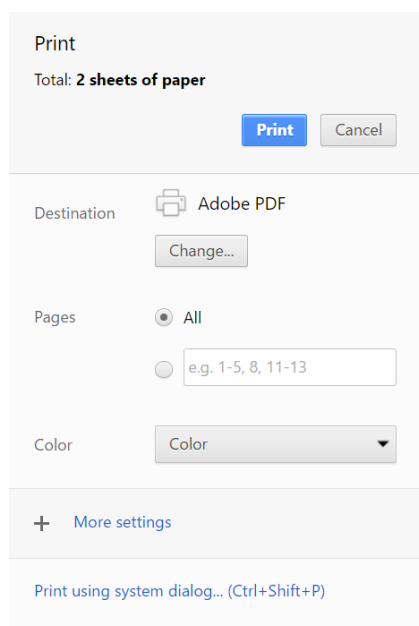 Print
Total: 2 sheets of paper
Print Cancel
Destination Adobe PDF
Change...
Pages All
e.g. 1-5, 8, 11-13
Color Color
+ More settings
Print using system dialog... (Ctrl+Shift+P)